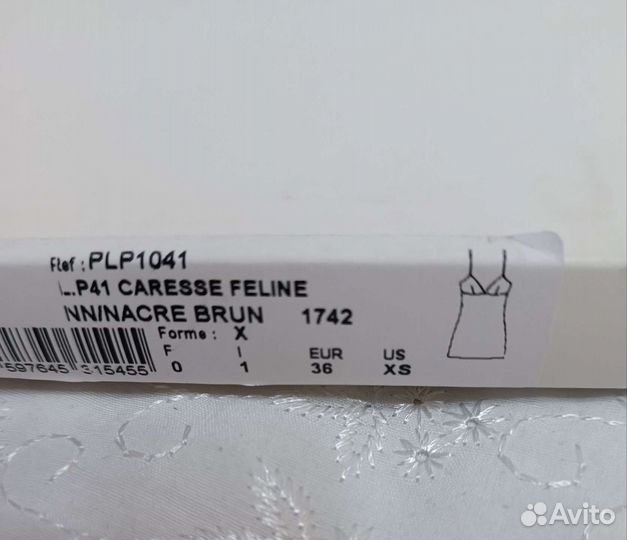 Ref : PLP1041
P41 CARESSE FELINE
NN/NACRE BRUN 1742
Forme : X
F I EUR US
0 1 36 XS
597645 315455
Avito